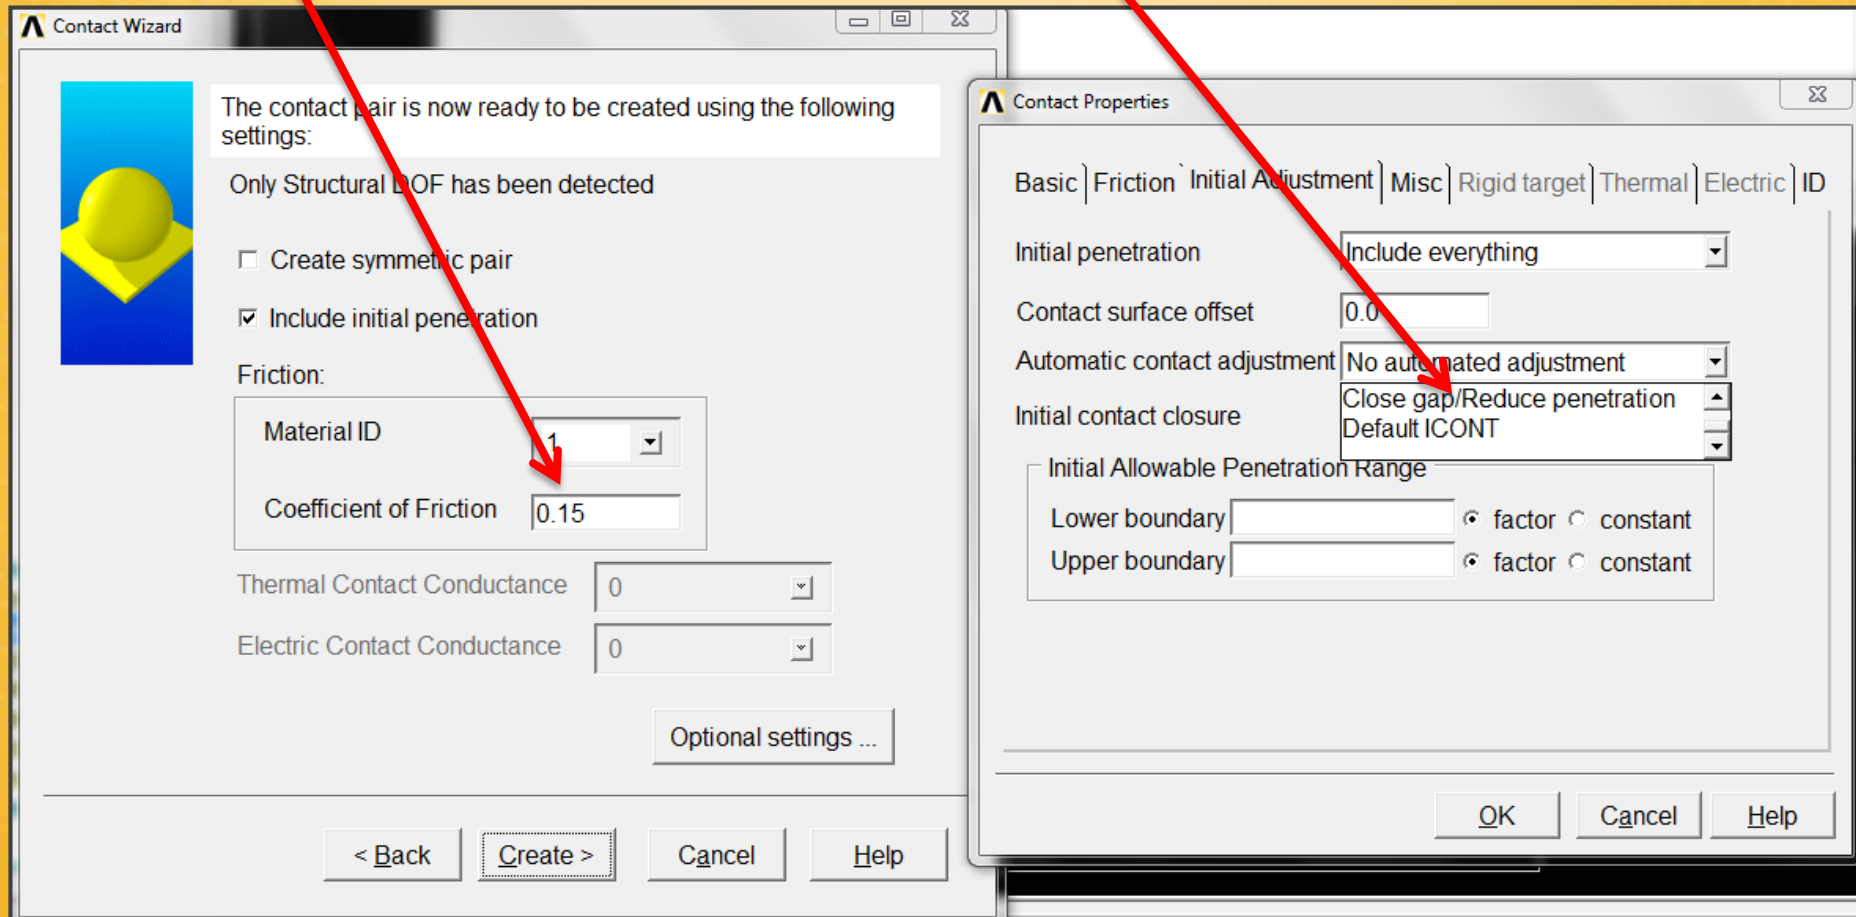 Contact Wizard
The contact pair is now ready to be created using the following
settings:
Only Structural DOF has been detected
Create symmetric pair
Include initial penetration
Friction:
Material ID
1
Coefficient of Friction
0.15
Thermal Contact Conductance
0
Electric Contact Conductance
0
Optional settings ...
< Back
Create >
Cancel
Help
Contact Properties
Basic
Friction
Initial Adjustment
Misc
Rigid target
Thermal
Electric
ID
Initial penetration
Include everything
Contact surface offset
0.0
Automatic contact adjustment
No automated adjustment
Close gap/Reduce penetration
Default ICONT
Initial contact closure
Initial Allowable Penetration Range
Lower boundary
factor
constant
Upper boundary
factor
constant
OK
Cancel
Help